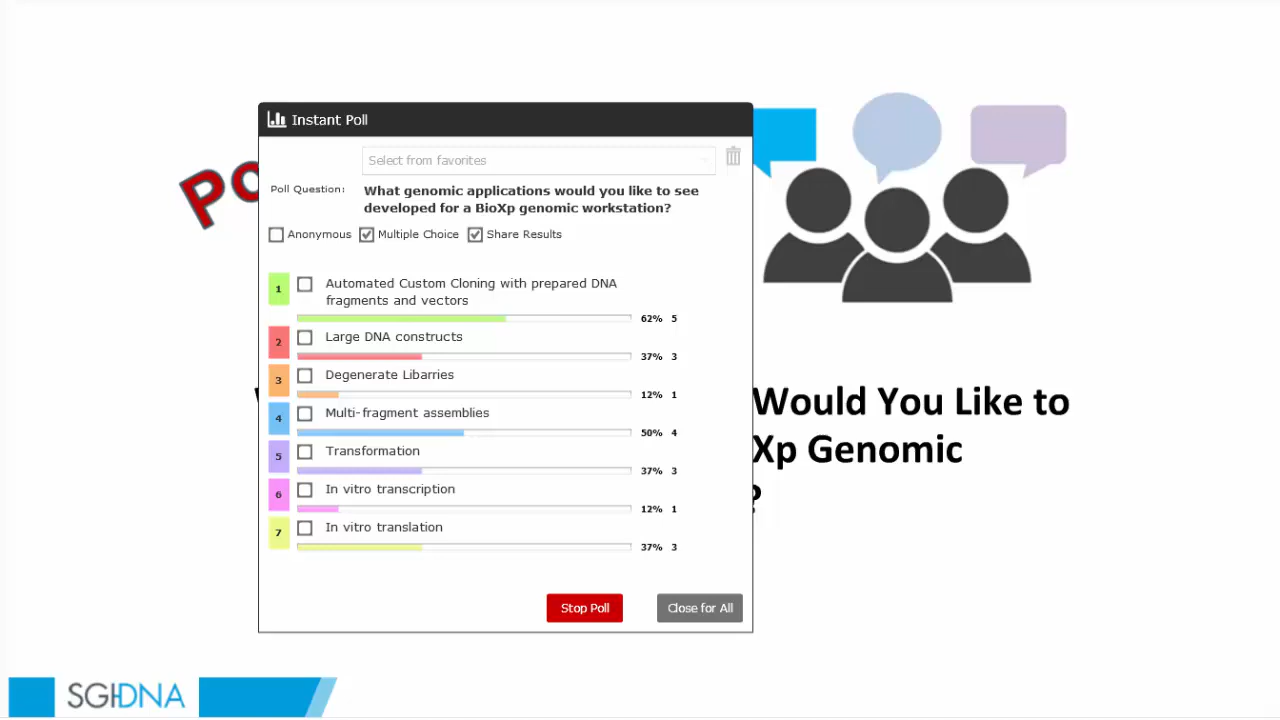 Po
Instant Poll
Select from favorites
Poll Question:
What genomic applications would you like to see
developed for a BioXp genomic workstation?
Anonymous
Multiple Choice
Share Results
1
Automated Custom Cloning with prepared DNA
fragments and vectors
62% 5
2
Large DNA constructs
37% 3
3
Degenerate Libarries
12% 1
4
Multi-fragment assemblies
50% 4
5
Transformation
37% 3
6
In vitro transcription
12% 1
7
In vitro translation
37% 3
Stop Poll
Close for All
Would You Like to
Xp Genomic
?
SGI-DNA